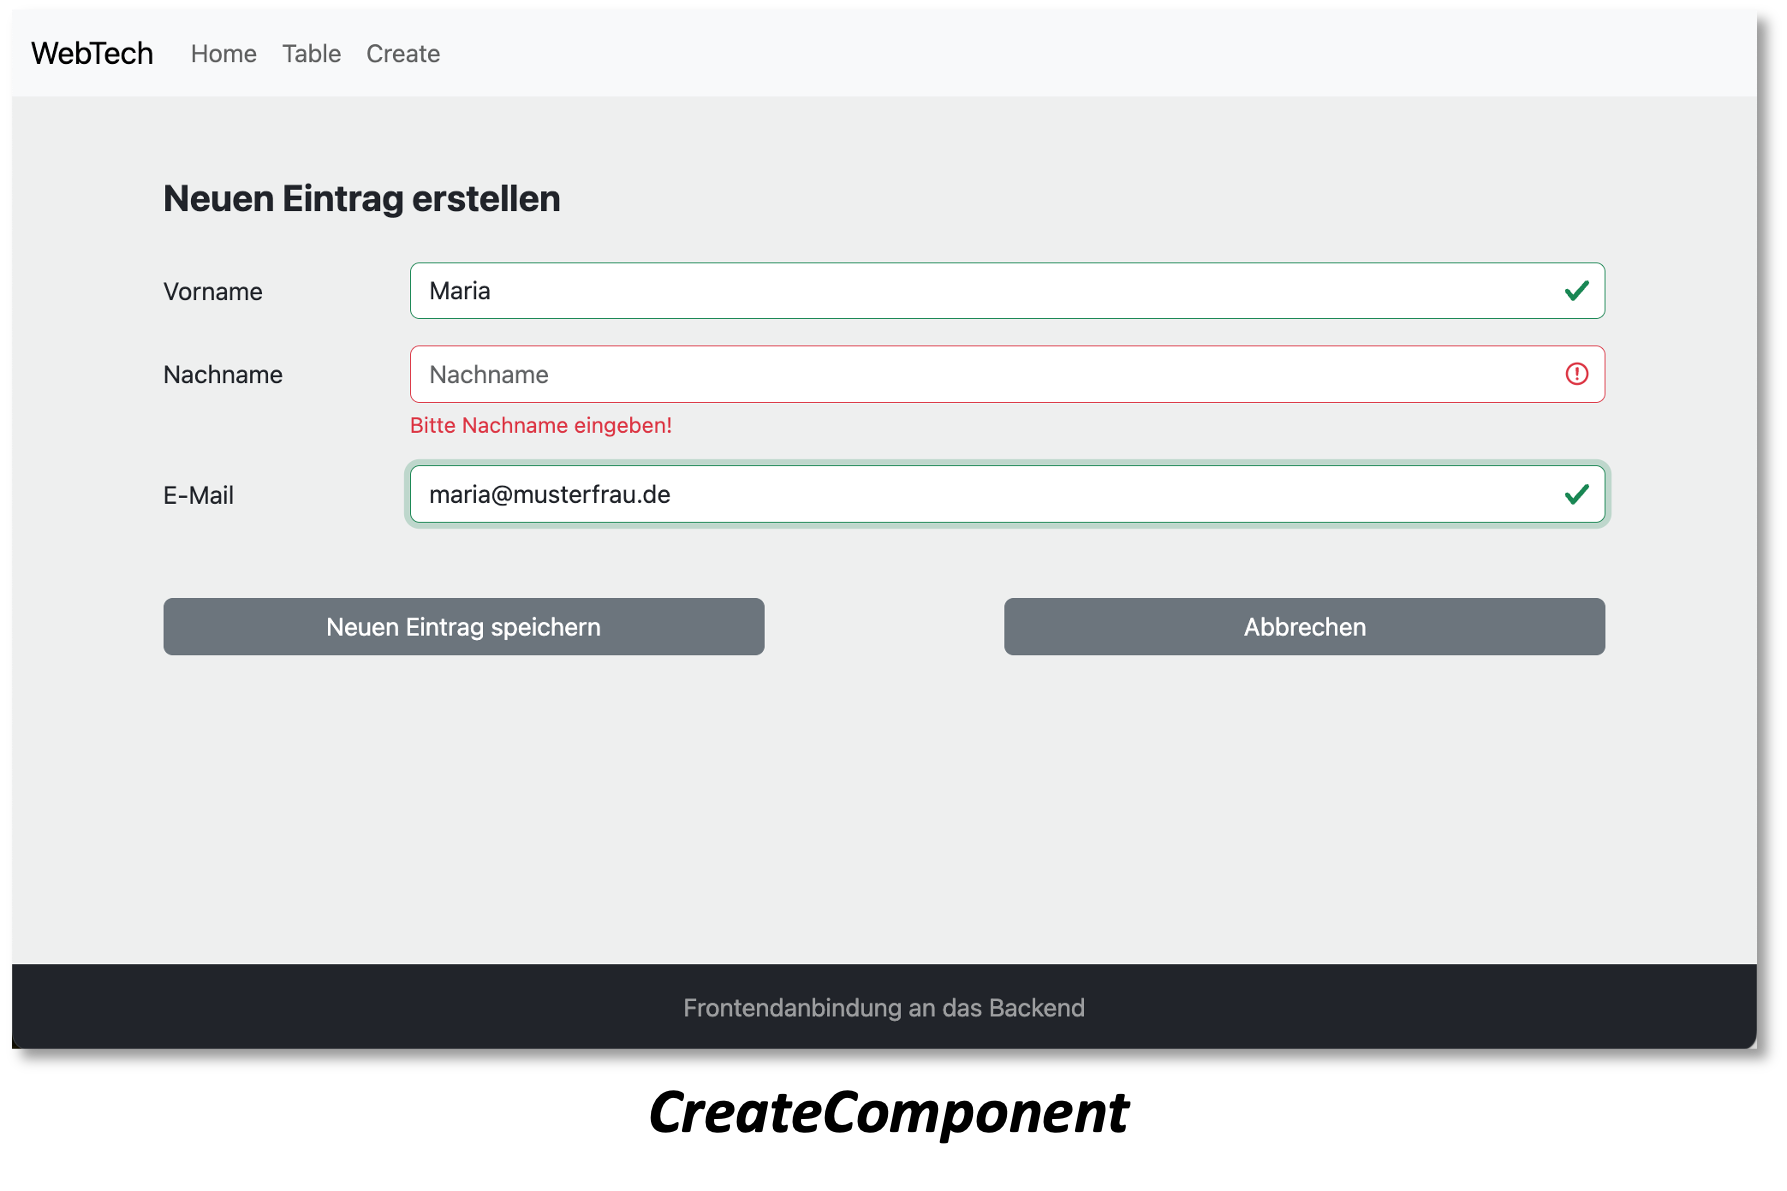 WebTech Home Table Create
Neuen Eintrag erstellen
Vorname Maria
Nachname Nachname
Bitte Nachname eingeben!
E-Mail maria@musterfrau.de
Neuen Eintrag speichern Abbrechen
Frontendanbindung an das Backend
CreateComponent